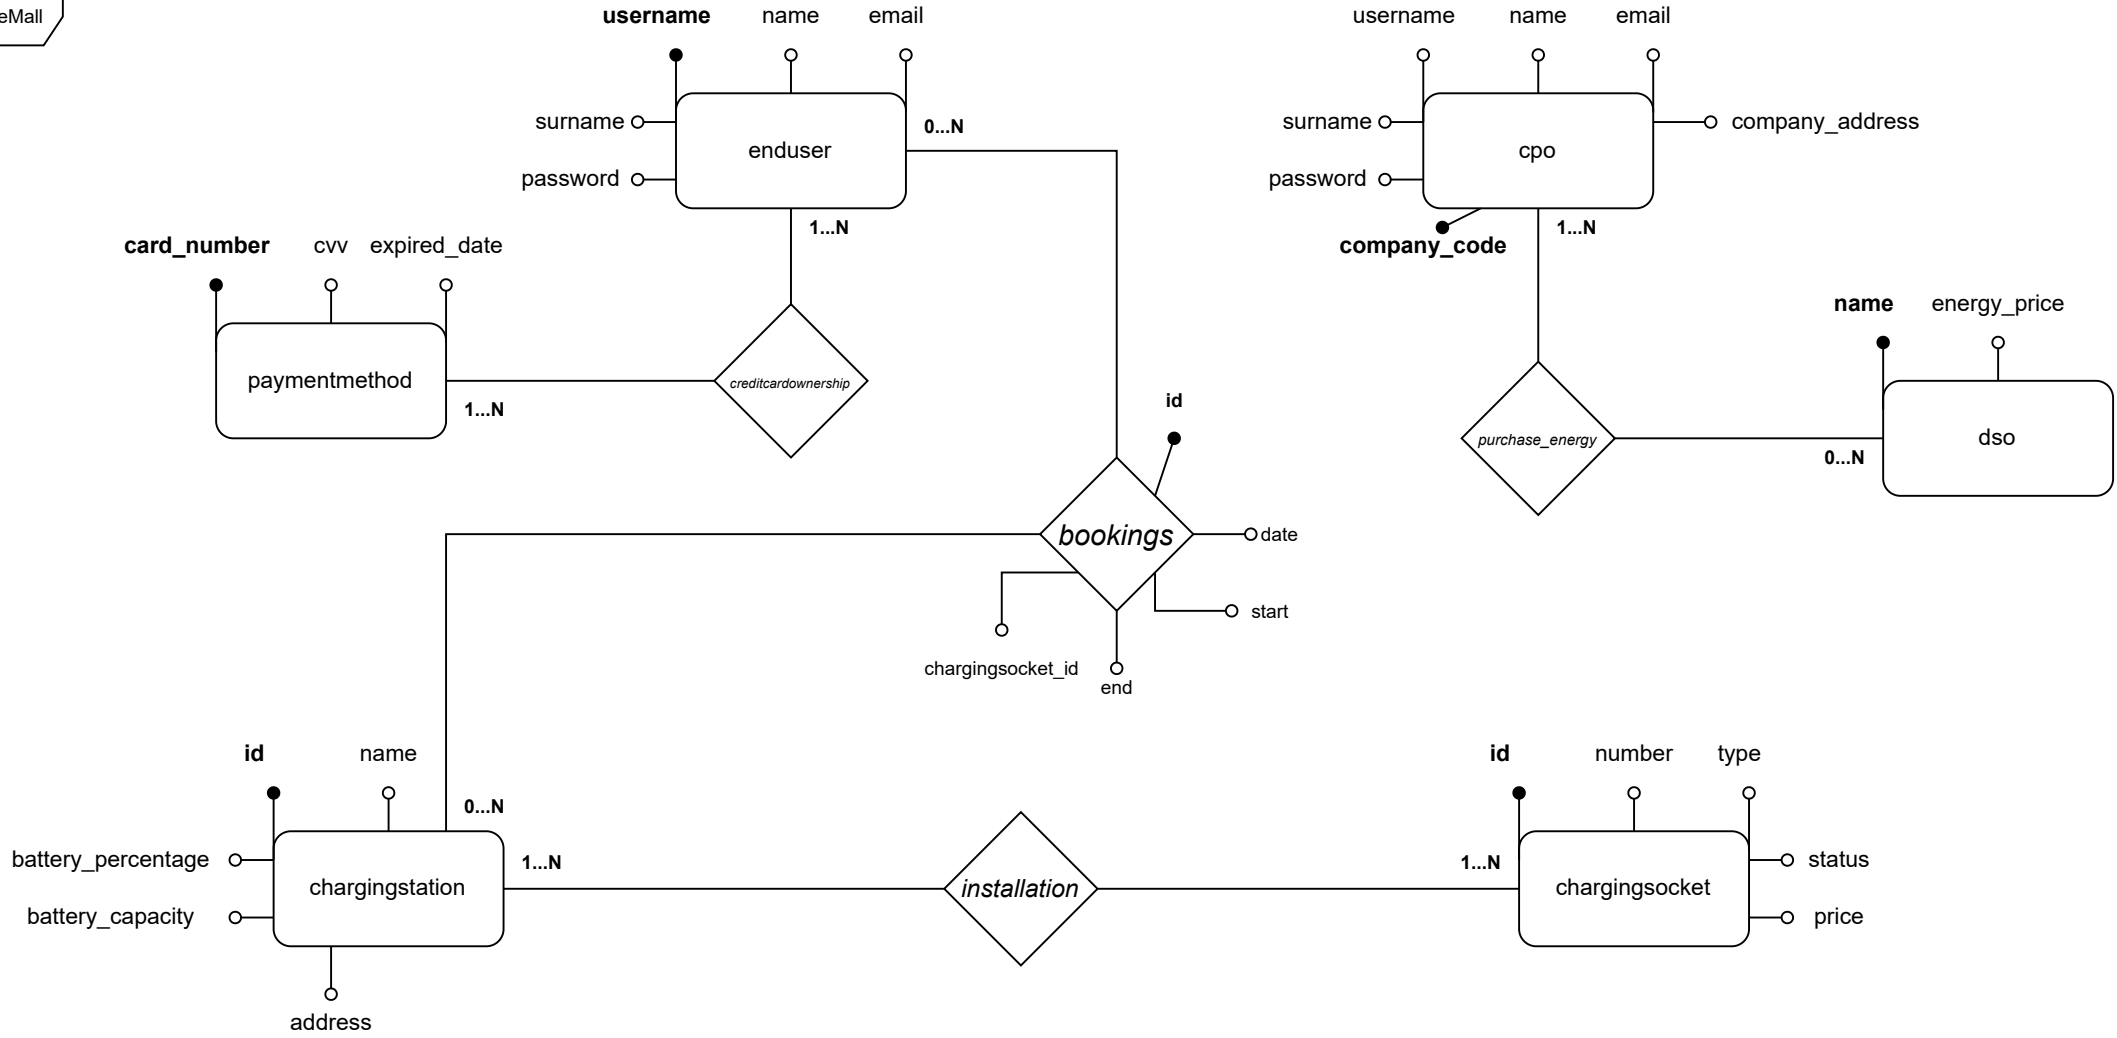 eMall
username name email
username name email
surname
enduser
0...N
surname
cpo
company_address
password
password
1...N
1...N
company_code
card_number cvv expired_date
name energy_price
paymentmethod
creditcardownership
1...N
id
purchase_energy
dso
0...N
bookings
date
start
chargingsocket_id
end
id name
id number type
0...N
battery_percentage
1...N
1...N
status
chargingstation
installation
chargingsocket
battery_capacity
price
address